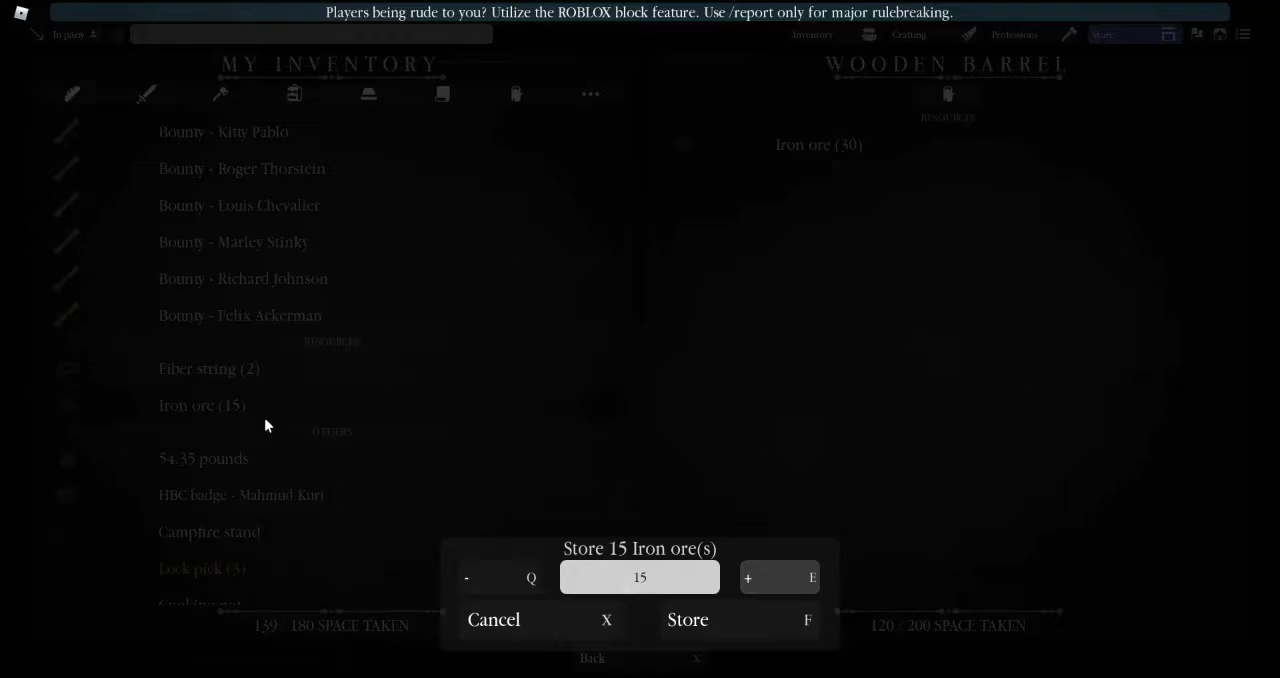 Players being rude to you? Utilize the ROBLOX block feature. Use /report only for major rulebreaking.
In party
Inventory
Crafting
Professions
Store
MY INVENTORY
WOODEN BARREL
RESOURCES
Bounty - Kitty Pablo
Iron ore (30)
Bounty - Roger Thorstein
Bounty - Louis Chevalier
Bounty - Marley Stinky
Bounty - Richard Johnson
Bounty - Felix Ackerman
RESOURCES
Fiber string (2)
Iron ore (15)
OTHERS
54.35 pounds
HBC badge - Mahmud Kuri
Campfire stand
Lock pick (3)
Cooking pot
Store 15 Iron ore(s)
- Q
15
+ E
Cancel X
Store F
139 / 180 SPACE TAKEN
120 / 200 SPACE TAKEN
Back X